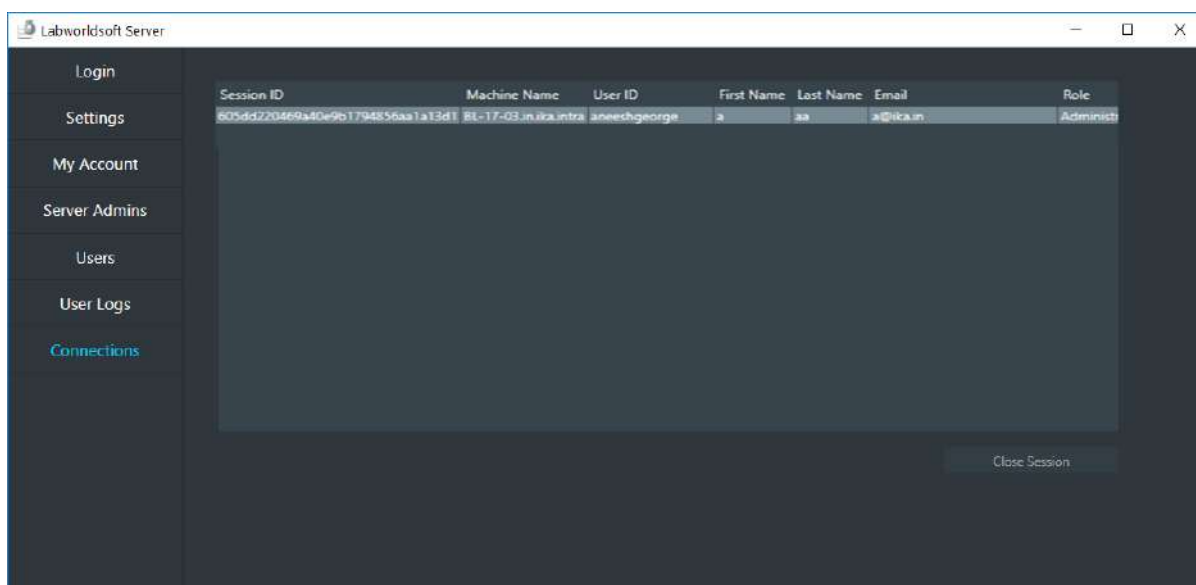 Labworldsoft Server
Login
Settings
My Account
Server Admins
Users
User Logs
Connections
Session ID Machine Name User ID First Name Last Name Email Role
605dd220469a40e9b1794856aa1a13d1 BL-17-03.in.ika.intra aneeshgeorge a aa a@ika.in Administr
Close Session